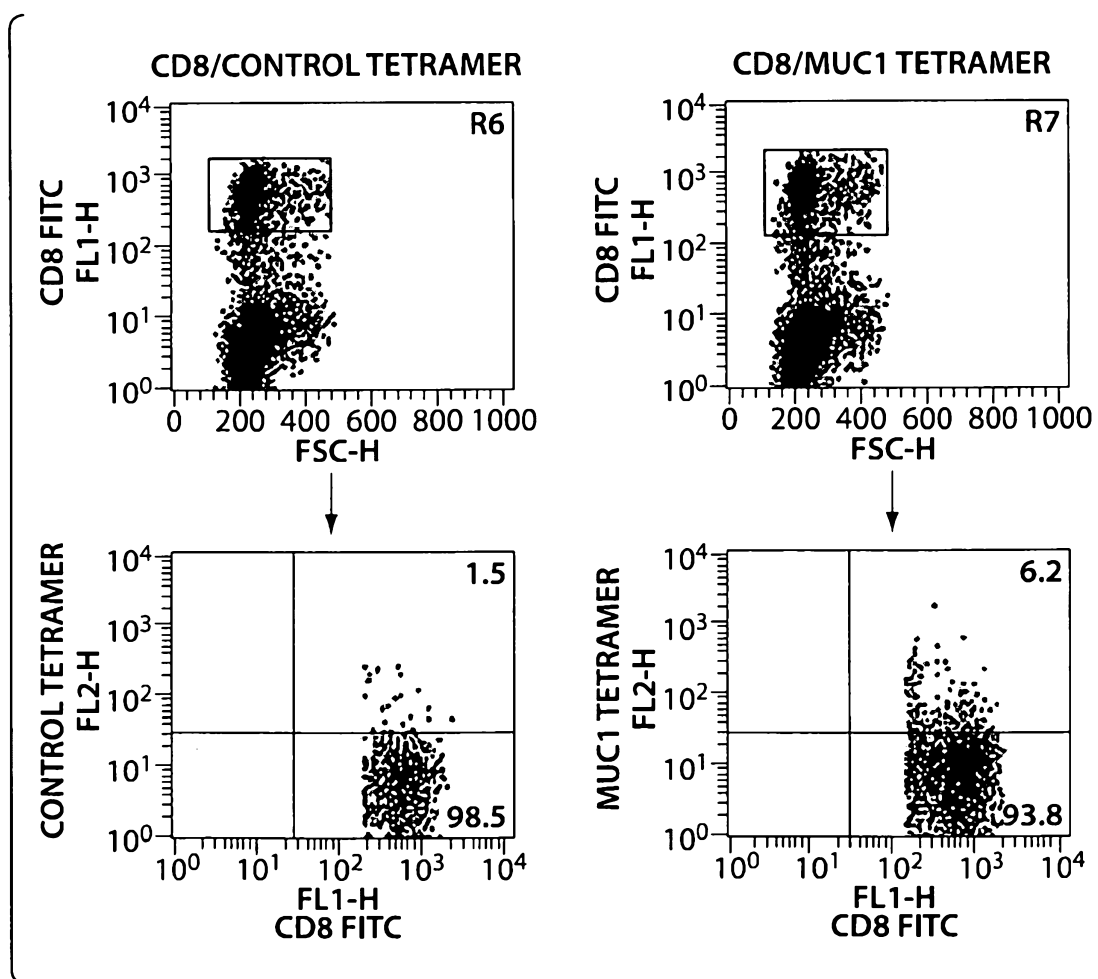 CD8/CONTROL TETRAMER
CD8/MUC1 TETRAMER
10⁴
R6
10³
10²
10¹
10⁰
CD8 FITC
FL1-H
0 200 400 600 800 1000
FSC-H
10⁴
R7
10³
10²
10¹
10⁰
CD8 FITC
FL1-H
0 200 400 600 800 1000
FSC-H
10⁴
1.5
10³
10²
10¹
98.5
10⁰
CONTROL TETRAMER
FL2-H
10⁰ 10¹ 10² 10³ 10⁴
FL1-H
CD8 FITC
10⁴
6.2
10³
10²
10¹
93.8
10⁰
MUC1 TETRAMER
FL2-H
10⁰ 10¹ 10² 10³ 10⁴
FL1-H
CD8 FITC